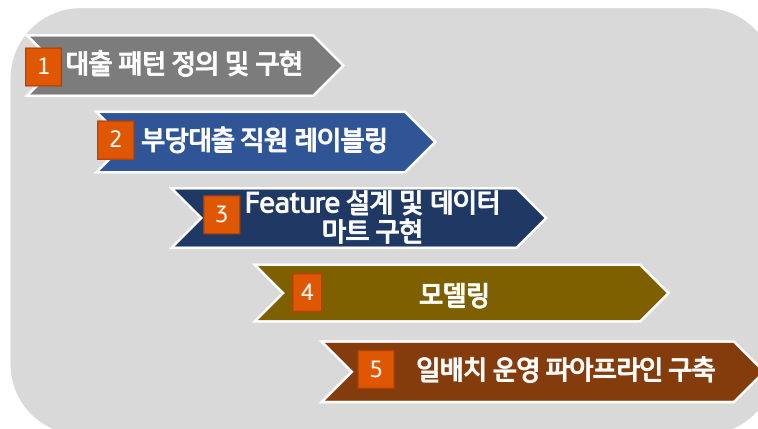 1 대출 패턴 정의 및 구현
2 부당대출 직원 레이블링
3 Feature 설계 및 데이터
마트 구현
4 모델링
5 일배치 운영 파아프라인 구축